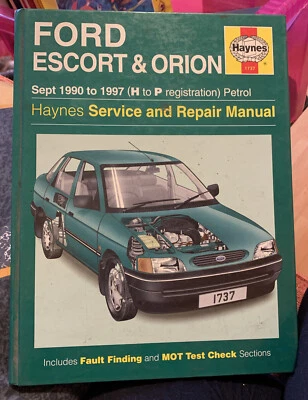 FORD
ESCORT & ORION
Haynes
1737
Sept 1990 to 1997 (H to P registration) Petrol
Haynes Service and Repair Manual
1737
Includes Fault Finding and MOT Test Check Sections